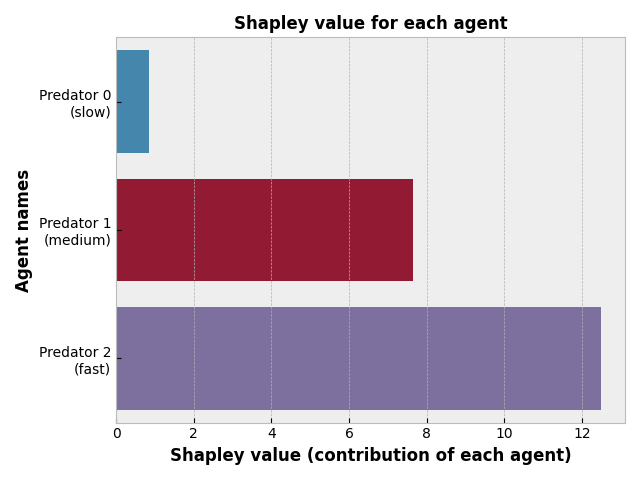 Shapley value for each agent
Agent names
Predator 0
(slow)
Predator 1
(medium)
Predator 2
(fast)
0 2 4 6 8 10 12
Shapley value (contribution of each agent)